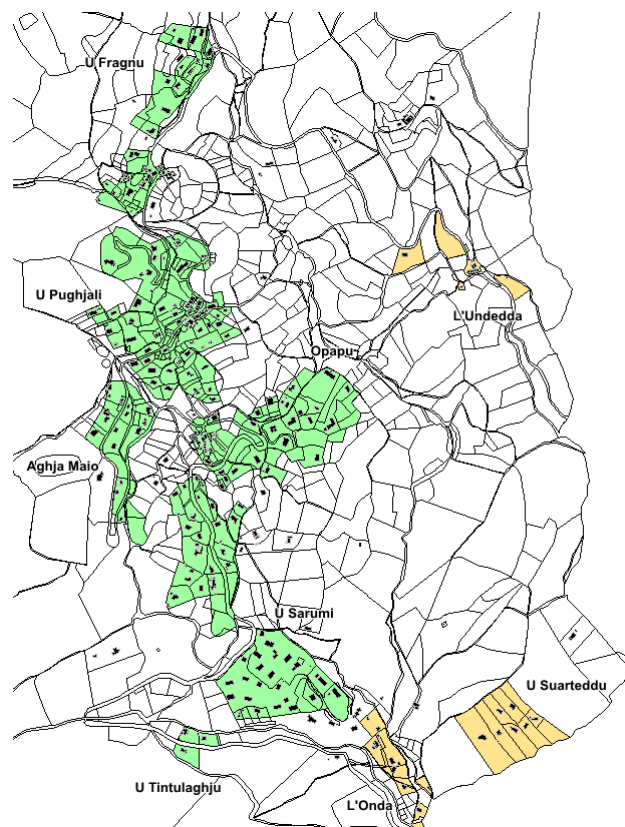 U Fragnu
U Pughjali
L'Undedda
Opapu
Aghja Maio
U Sarumi
U Suarteddu
U Tintulaghju
L'Onda